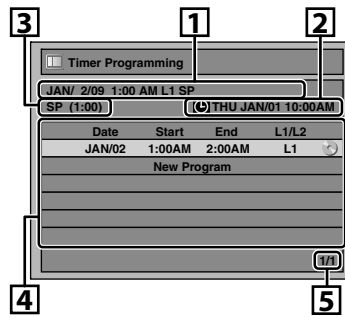 3 1 2
Timer Programming
JAN/ 2/09 1:00 AM L1 SP
SP (1:00) THU JAN/01 10:00AM
Date Start End L1/L2
JAN/02 1:00AM 2:00AM L1
New Program
1/1
4 5